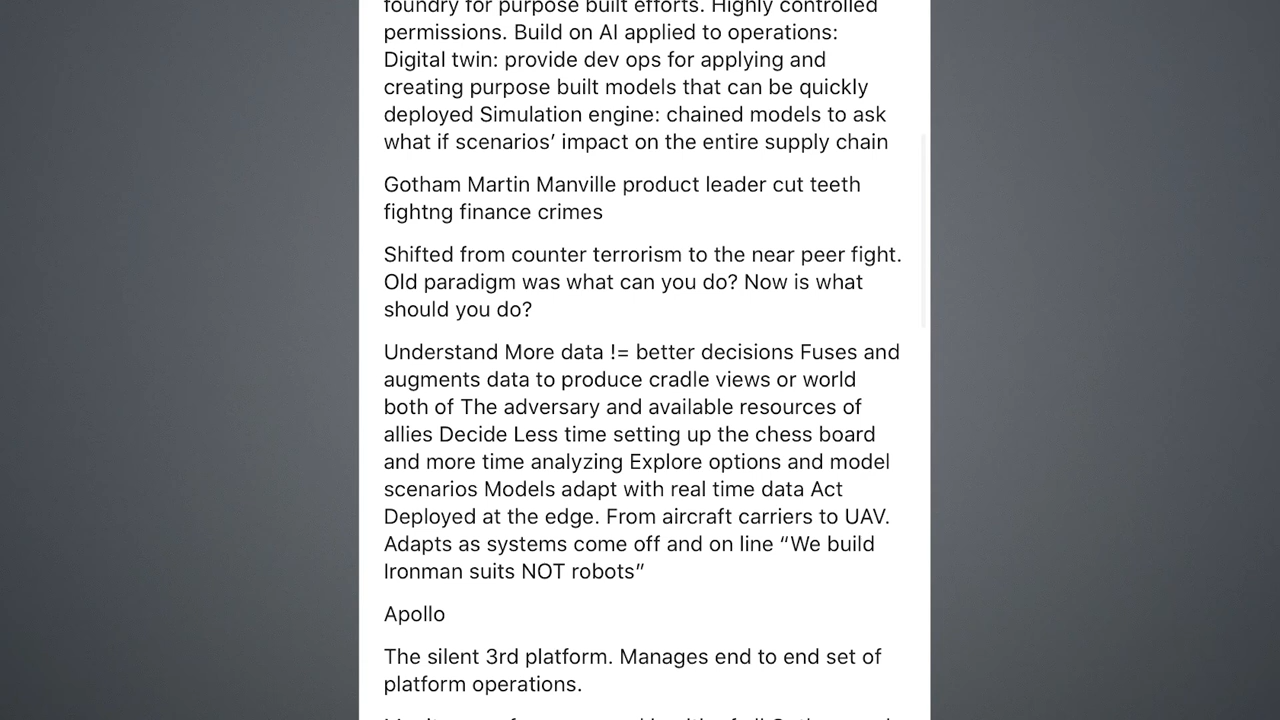 foundry for purpose built efforts. Highly controlled
permissions. Build on AI applied to operations:
Digital twin: provide dev ops for applying and
creating purpose built models that can be quickly
deployed Simulation engine: chained models to ask
what if scenarios’ impact on the entire supply chain
Gotham Martin Manville product leader cut teeth
fightng finance crimes
Shifted from counter terrorism to the near peer fight.
Old paradigm was what can you do? Now is what
should you do?
Understand More data != better decisions Fuses and
augments data to produce cradle views or world
both of The adversary and available resources of
allies Decide Less time setting up the chess board
and more time analyzing Explore options and model
scenarios Models adapt with real time data Act
Deployed at the edge. From aircraft carriers to UAV.
Adapts as systems come off and on line “We build
Ironman suits NOT robots”
Apollo
The silent 3rd platform. Manages end to end set of
platform operations.